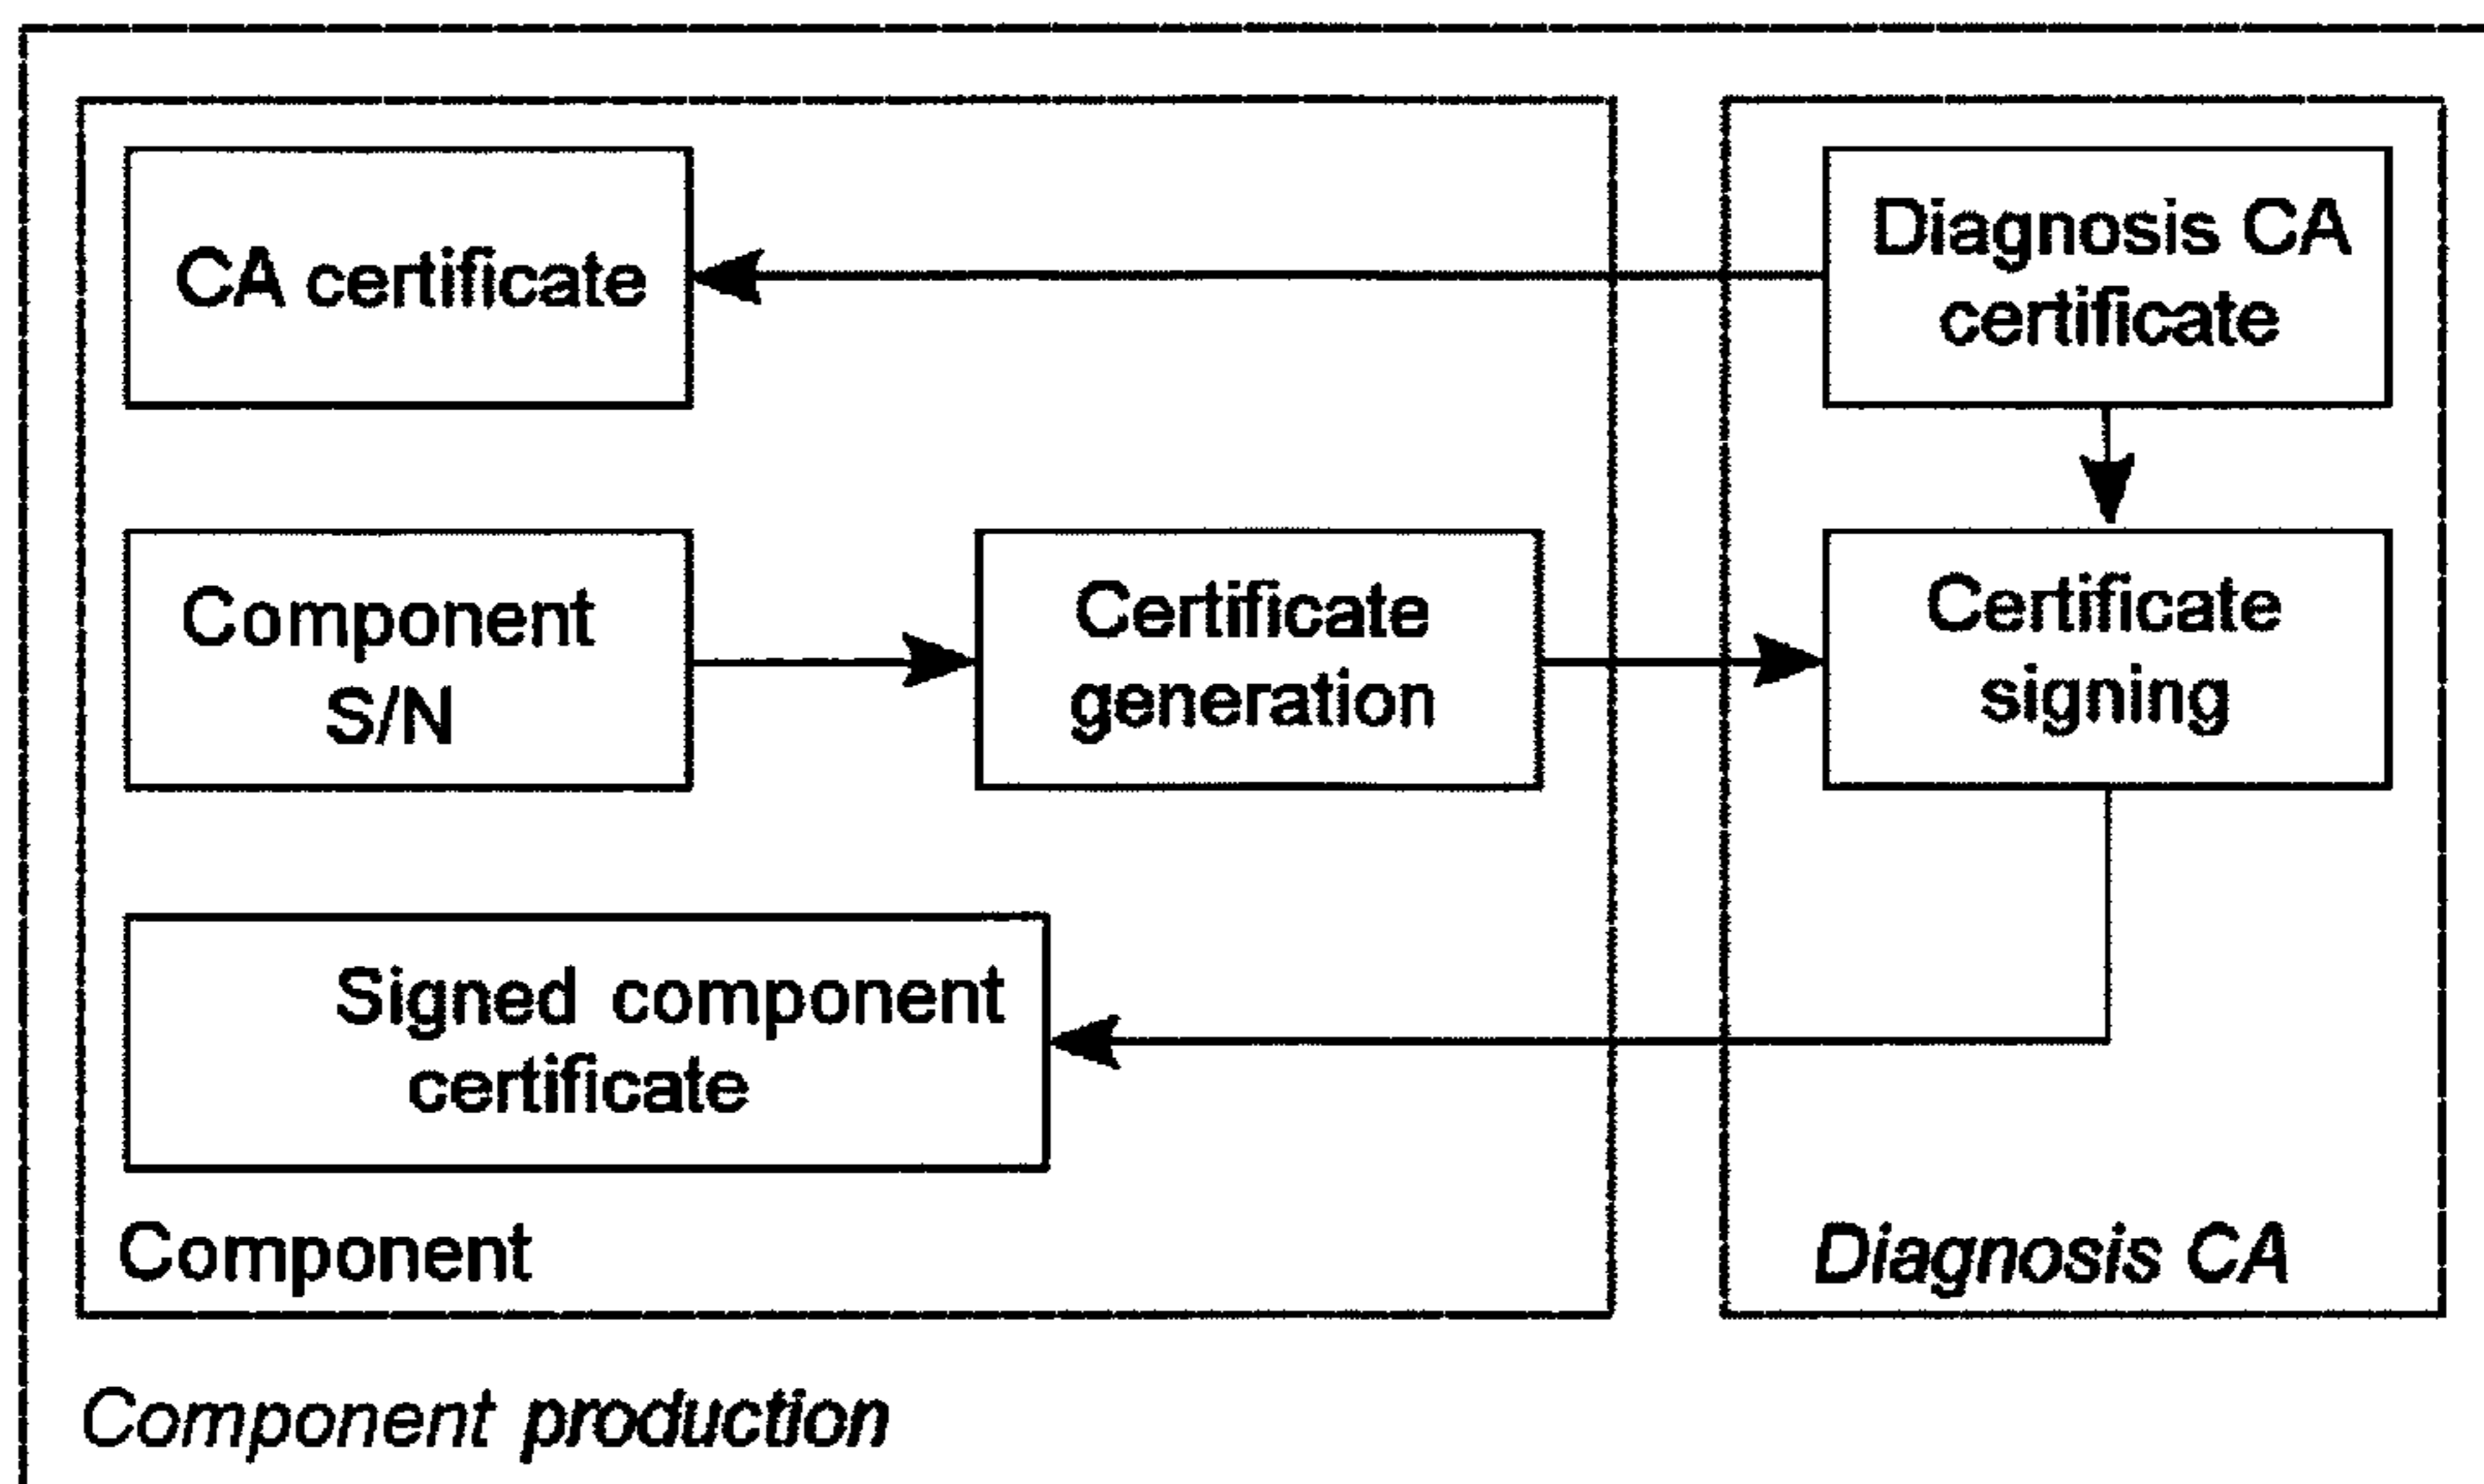 CA certificate
Diagnosis CA
certificate
Component
S/N
Certificate
generation
Certificate
signing
Signed component
certificate
Component
Diagnosis CA
Component production